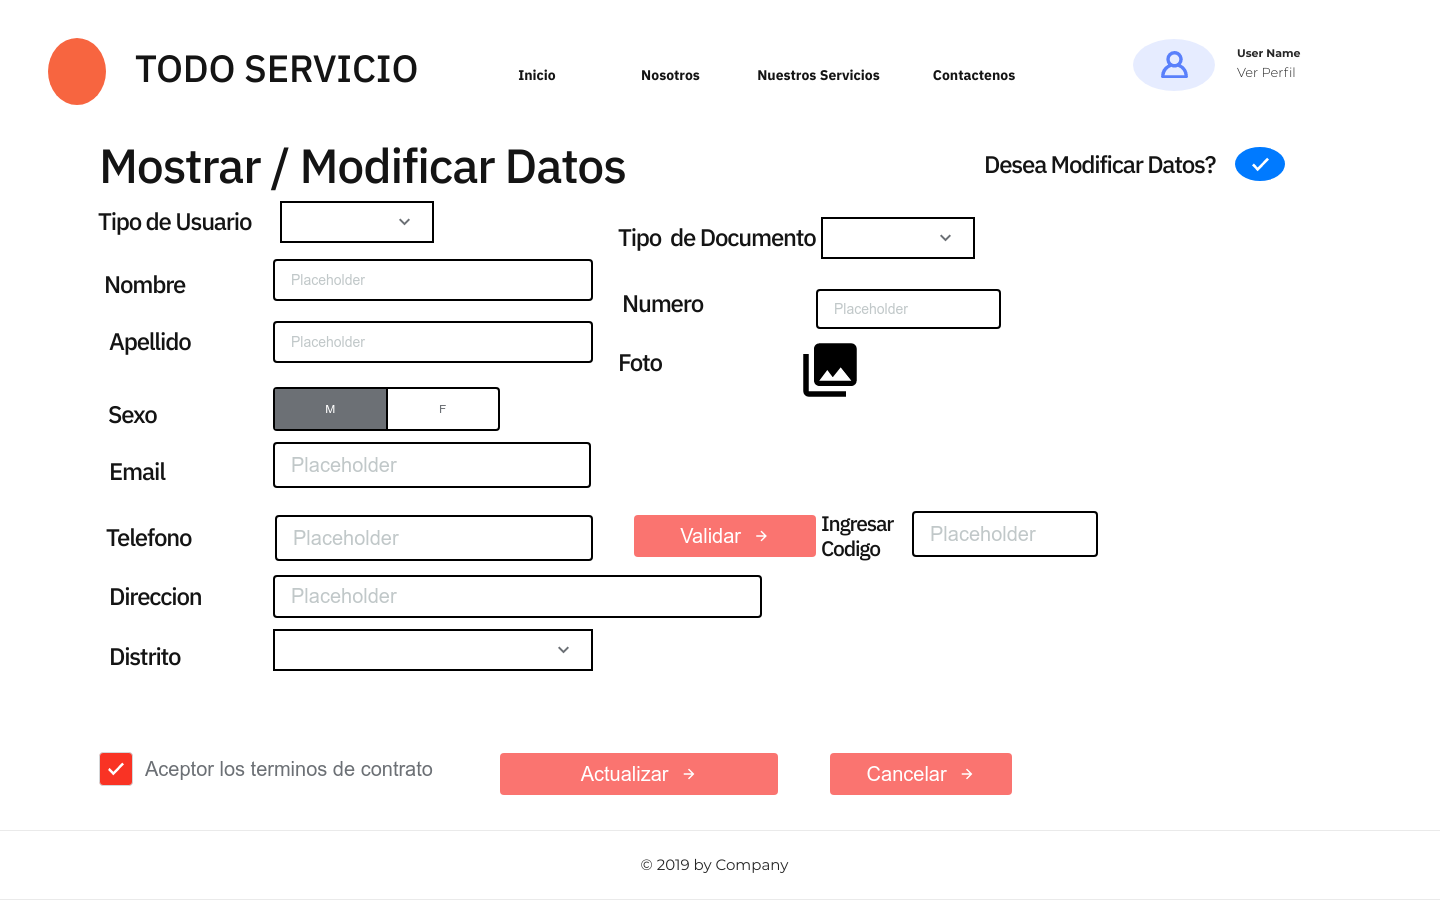 TODO SERVICIO
Inicio
Nosotros
Nuestros Servicios
Contactenos
User Name
Ver Perfil
Mostrar / Modificar Datos
Desea Modificar Datos?
Tipo de Usuario
Tipo de Documento
Nombre
Placeholder
Numero
Placeholder
Apellido
Placeholder
Foto
Sexo
M
F
Email
Placeholder
Telefono
Placeholder
Validar
Ingresar
Codigo
Placeholder
Direccion
Placeholder
Distrito
Aceptor los terminos de contrato
Actualizar
Cancelar
© 2019 by Company